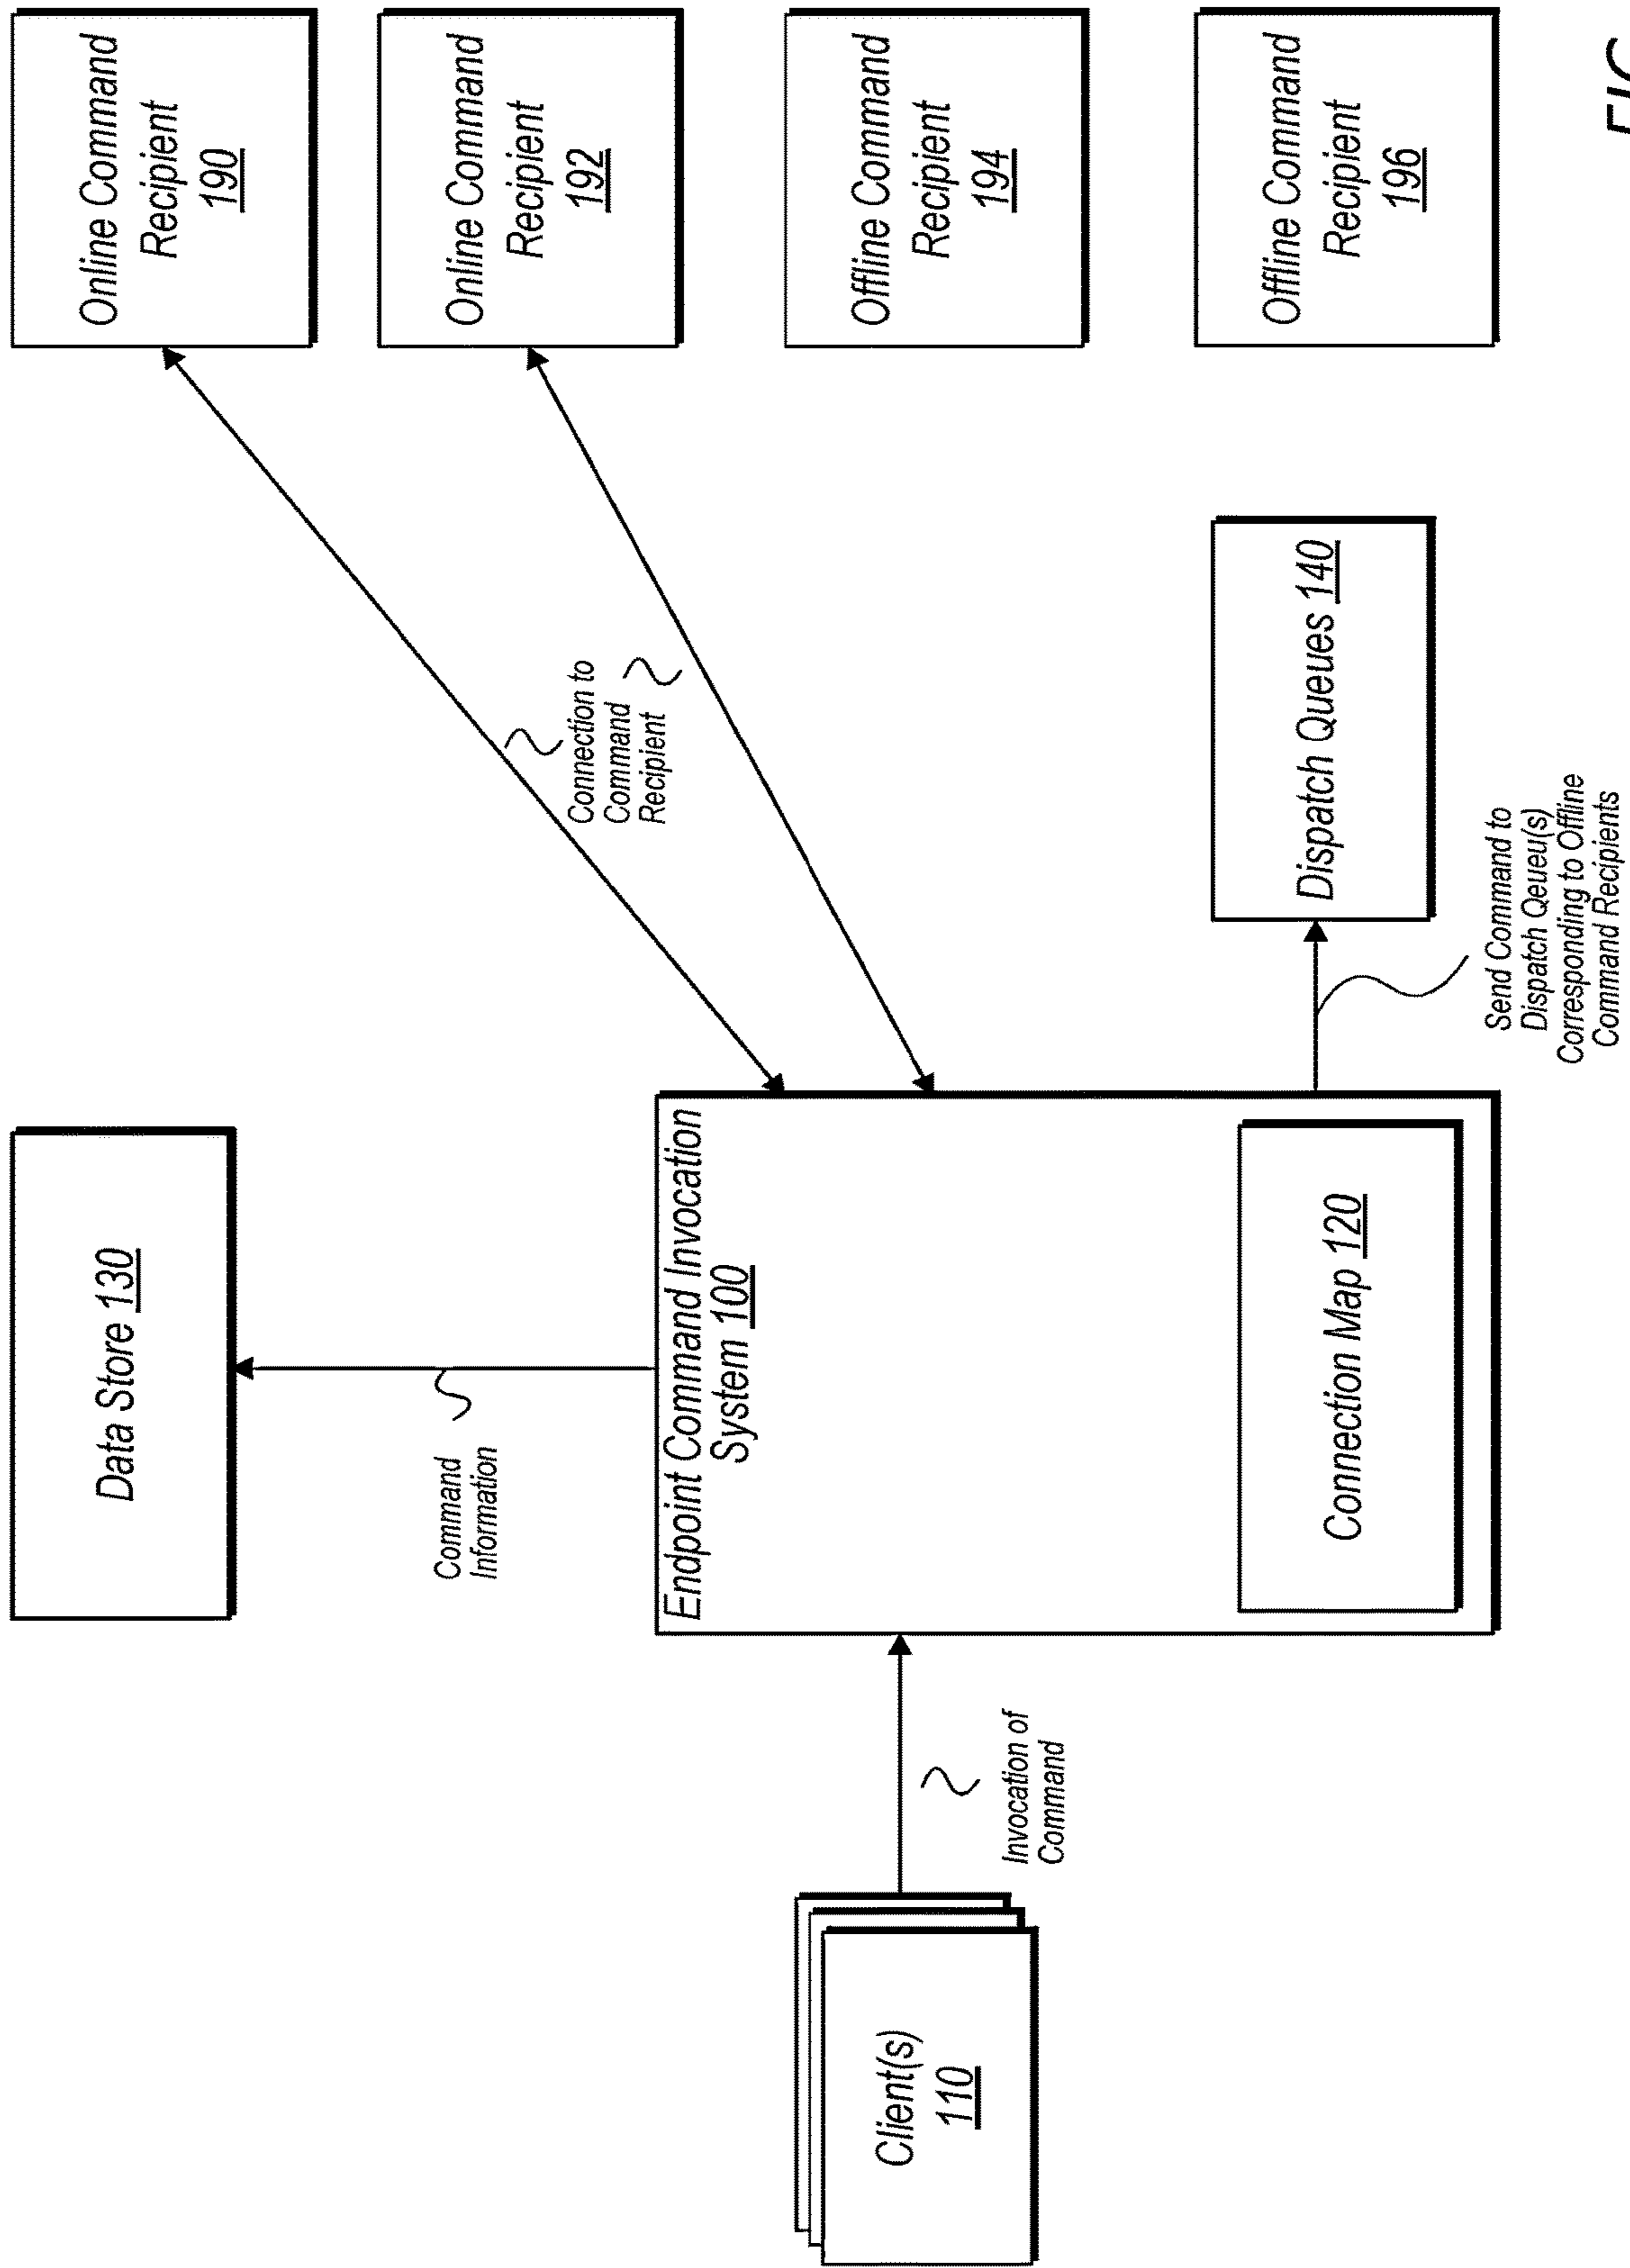 Data Store 130
Command
Information
Client(s)
110
Invocation of
Command
Endpoint Command Invocation
System 100
Connection Map 120
Connection to
Command
Recipient
Dispatch Queues 140
Send Command to
Dispatch Qeueu(s)
Corresponding to Offline
Command Recipients
Online Command
Recipient
190
Online Command
Recipient
192
Offline Command
Recipient
194
Offline Command
Recipient
196
FIG